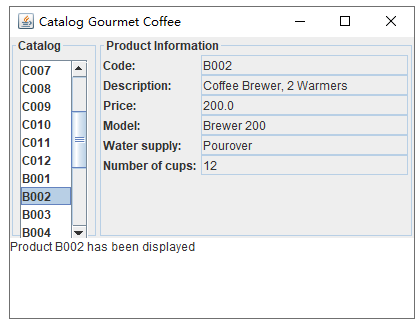 Catalog Gourmet Coffee
Catalog
Product Information
C007
C008
C009
C010
C011
C012
B001
B002
B003
B004
Code: B002
Description: Coffee Brewer, 2 Warmers
Price: 200.0
Model: Brewer 200
Water supply: Pourover
Number of cups: 12
Product B002 has been displayed